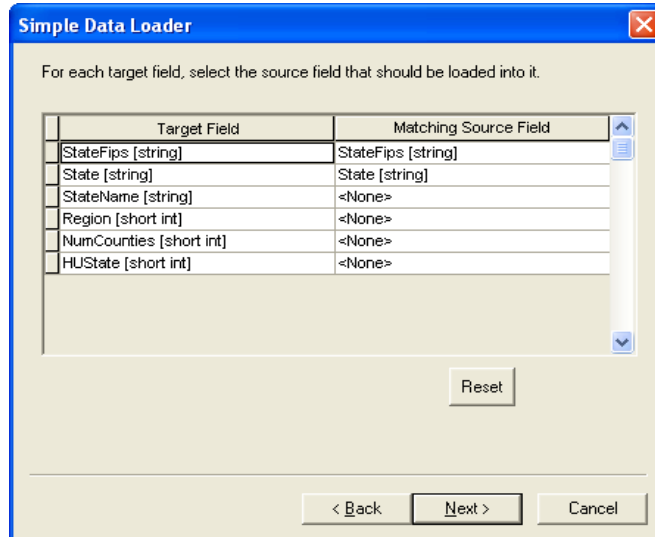 Simple Data Loader
For each target field, select the source field that should be loaded into it.
Target Field Matching Source Field
StateFips [string] StateFips [string]
State [string] State [string]
StateName [string] <None>
Region [short int] <None>
NumCounties [short int] <None>
HUState [short int] <None>
Reset
< Back Next > Cancel